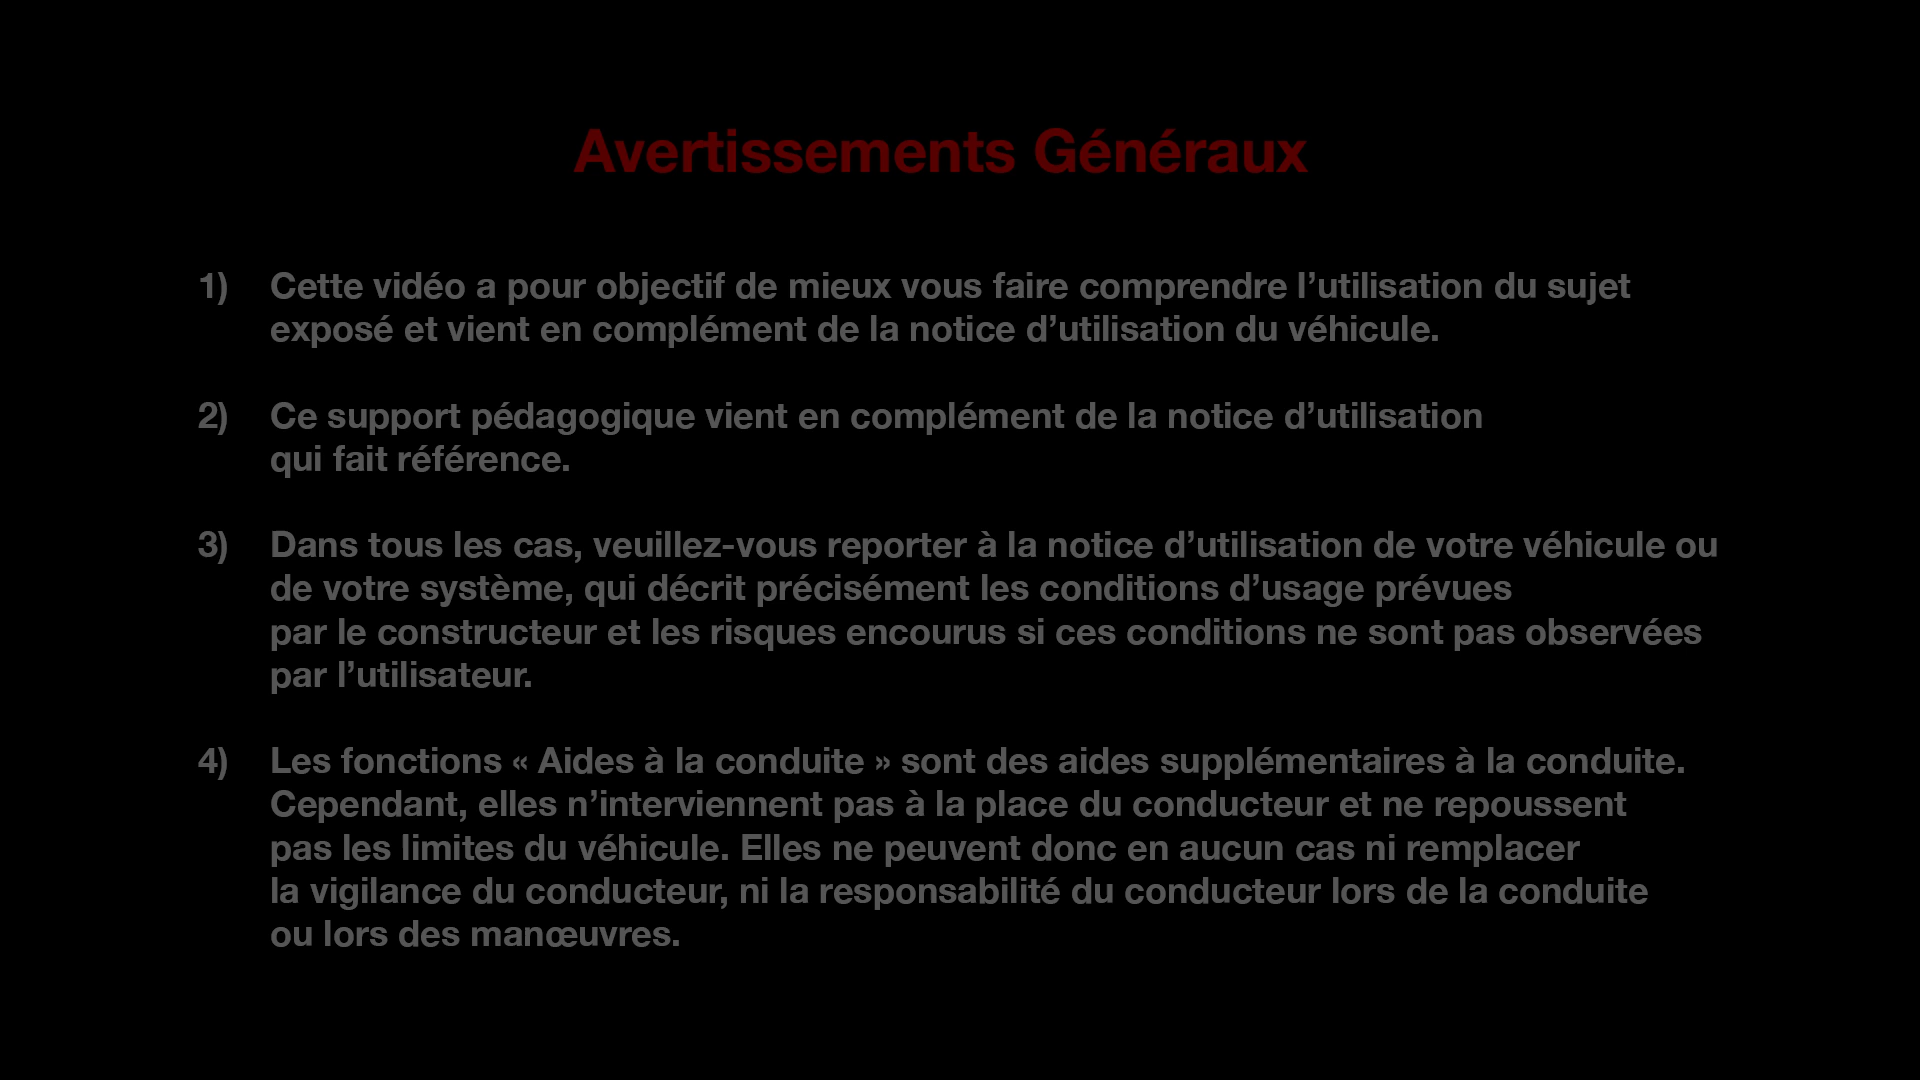 Avertissements Généraux
1) Cette vidéo a pour objectif de mieux vous faire comprendre l’utilisation du sujet
exposé et vient en complément de la notice d’utilisation du véhicule.
2) Ce support pédagogique vient en complément de la notice d’utilisation
qui fait référence.
3) Dans tous les cas, veuillez-vous reporter à la notice d’utilisation de votre véhicule ou
de votre système, qui décrit précisément les conditions d’usage prévues
par le constructeur et les risques encourus si ces conditions ne sont pas observées
par l’utilisateur.
4) Les fonctions « Aides à la conduite » sont des aides supplémentaires à la conduite.
Cependant, elles n’interviennent pas à la place du conducteur et ne repoussent
pas les limites du véhicule. Elles ne peuvent donc en aucun cas ni remplacer
la vigilance du conducteur, ni la responsabilité du conducteur lors de la conduite
ou lors des manœuvres.